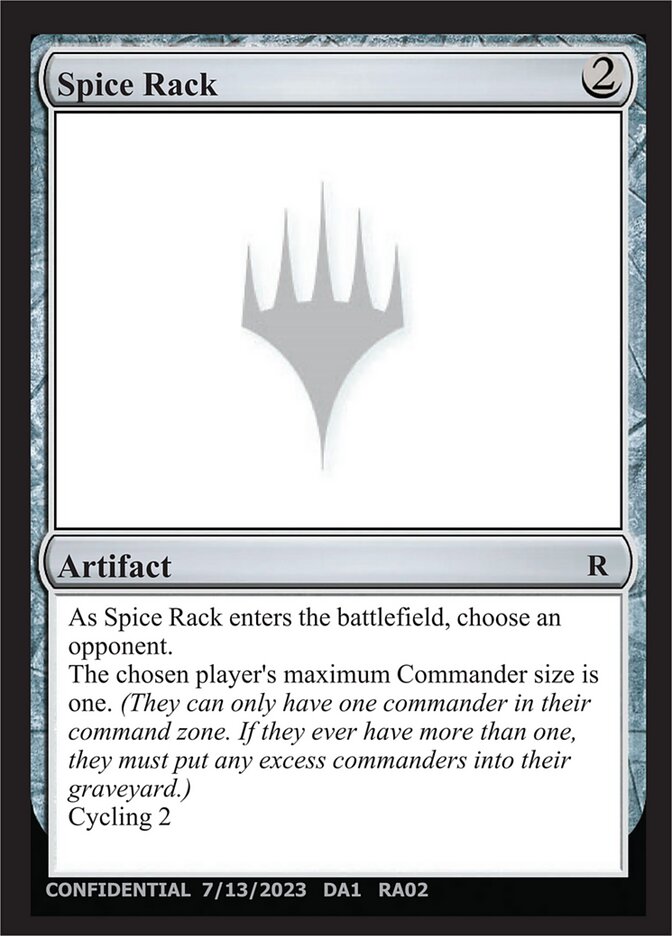 Spice Rack
2
Artifact
R
As Spice Rack enters the battlefield, choose an
opponent.
The chosen player's maximum Commander size is
one. (They can only have one commander in their
command zone. If they ever have more than one,
they must put any excess commanders into their
graveyard.)
Cycling 2
CONFIDENTIAL 7/13/2023 DA1 RA02